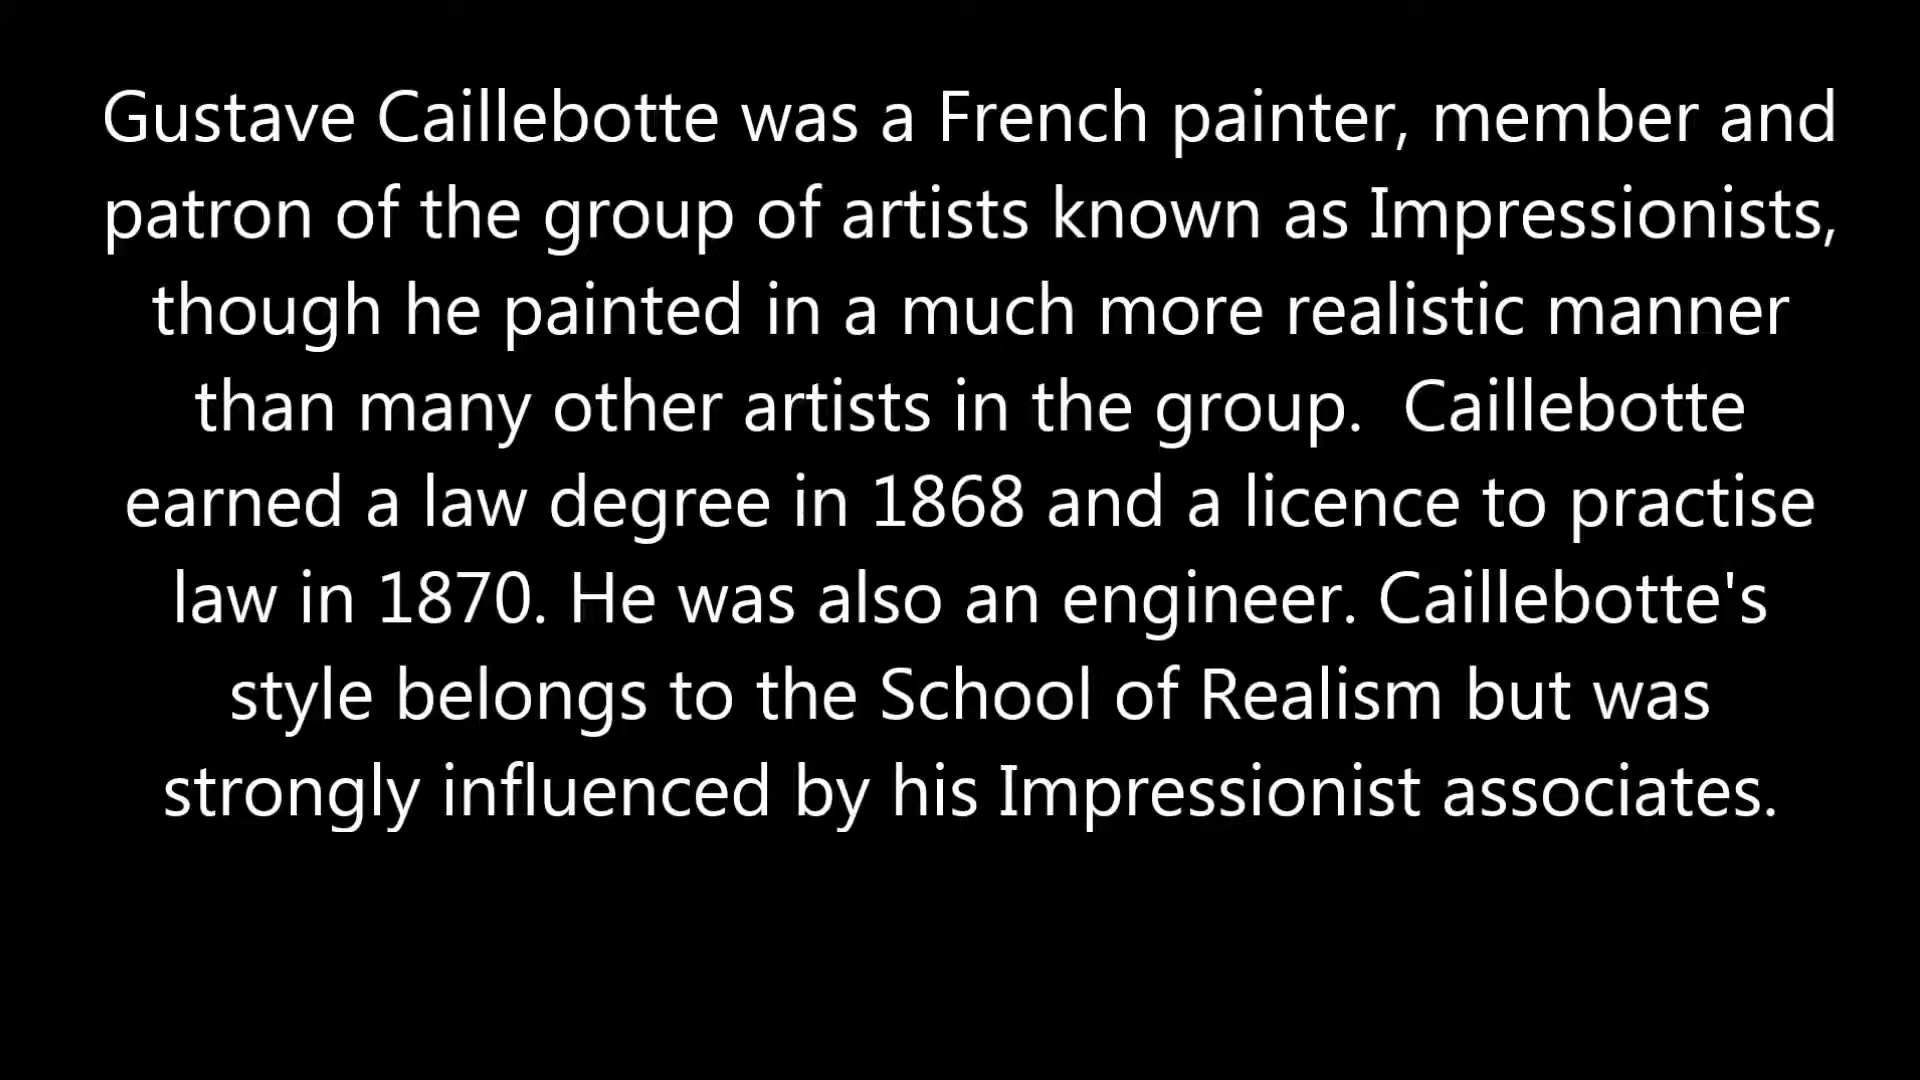 Gustave Caillebotte was a French painter, member and
patron of the group of artists known as Impressionists,
though he painted in a much more realistic manner
than many other artists in the group.  Caillebotte
earned a law degree in 1868 and a licence to practise
law in 1870. He was also an engineer. Caillebotte's
style belongs to the School of Realism but was
strongly influenced by his Impressionist associates.